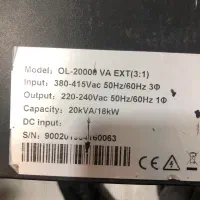 Model: OL-20000 VA EXT(3:1)
Input: 380-415Vac 50Hz/60Hz 3Φ
Output: 220-240Vac 50Hz/60Hz 1Φ
Capacity: 20kVA/18kW
DC input:
S/N: